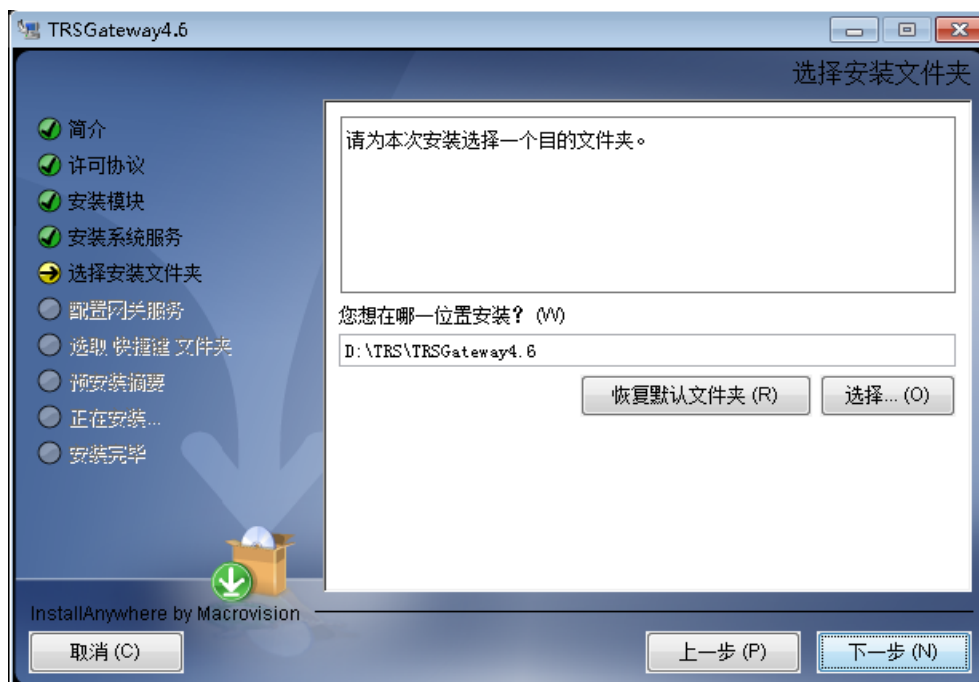 TRSGateway4.6
选择安装文件夹
简介
许可协议
安装模块
安装系统服务
选择安装文件夹
配置网关服务
选取 快捷键 文件夹
预安装摘要
正在安装...
安装完毕
请为本次安装选择一个目的文件夹。
您想在哪一位置安装？ (W)
D:\TRS\TRSGateway4.6
恢复默认文件夹 (R)
选择... (O)
InstallAnywhere by Macrovision
取消 (C)
上一步 (P)
下一步 (N)